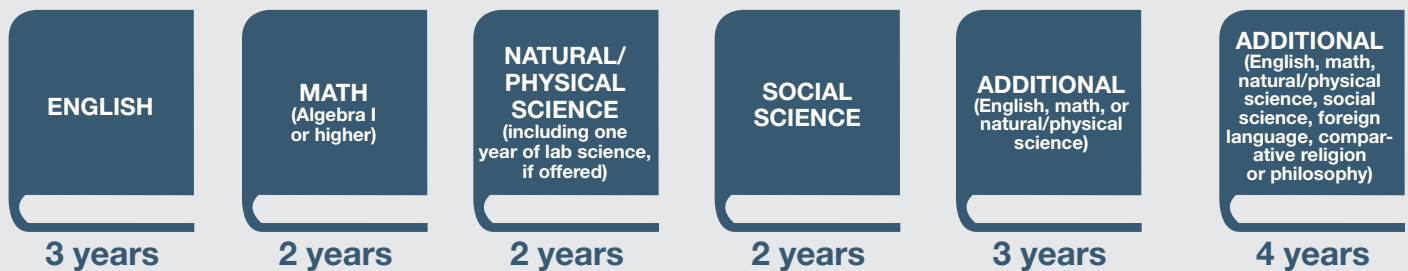 ENGLISH
3 years
MATH
(Algebra I
or higher)
2 years
NATURAL/
PHYSICAL
SCIENCE
(including one
year of lab science,
if offered)
2 years
SOCIAL
SCIENCE
2 years
ADDITIONAL
(English, math, or
natural/physical
science)
3 years
ADDITIONAL
(English, math,
natural/physical
science, social
science, foreign
language, compar-
ative religion
or philosophy)
4 years